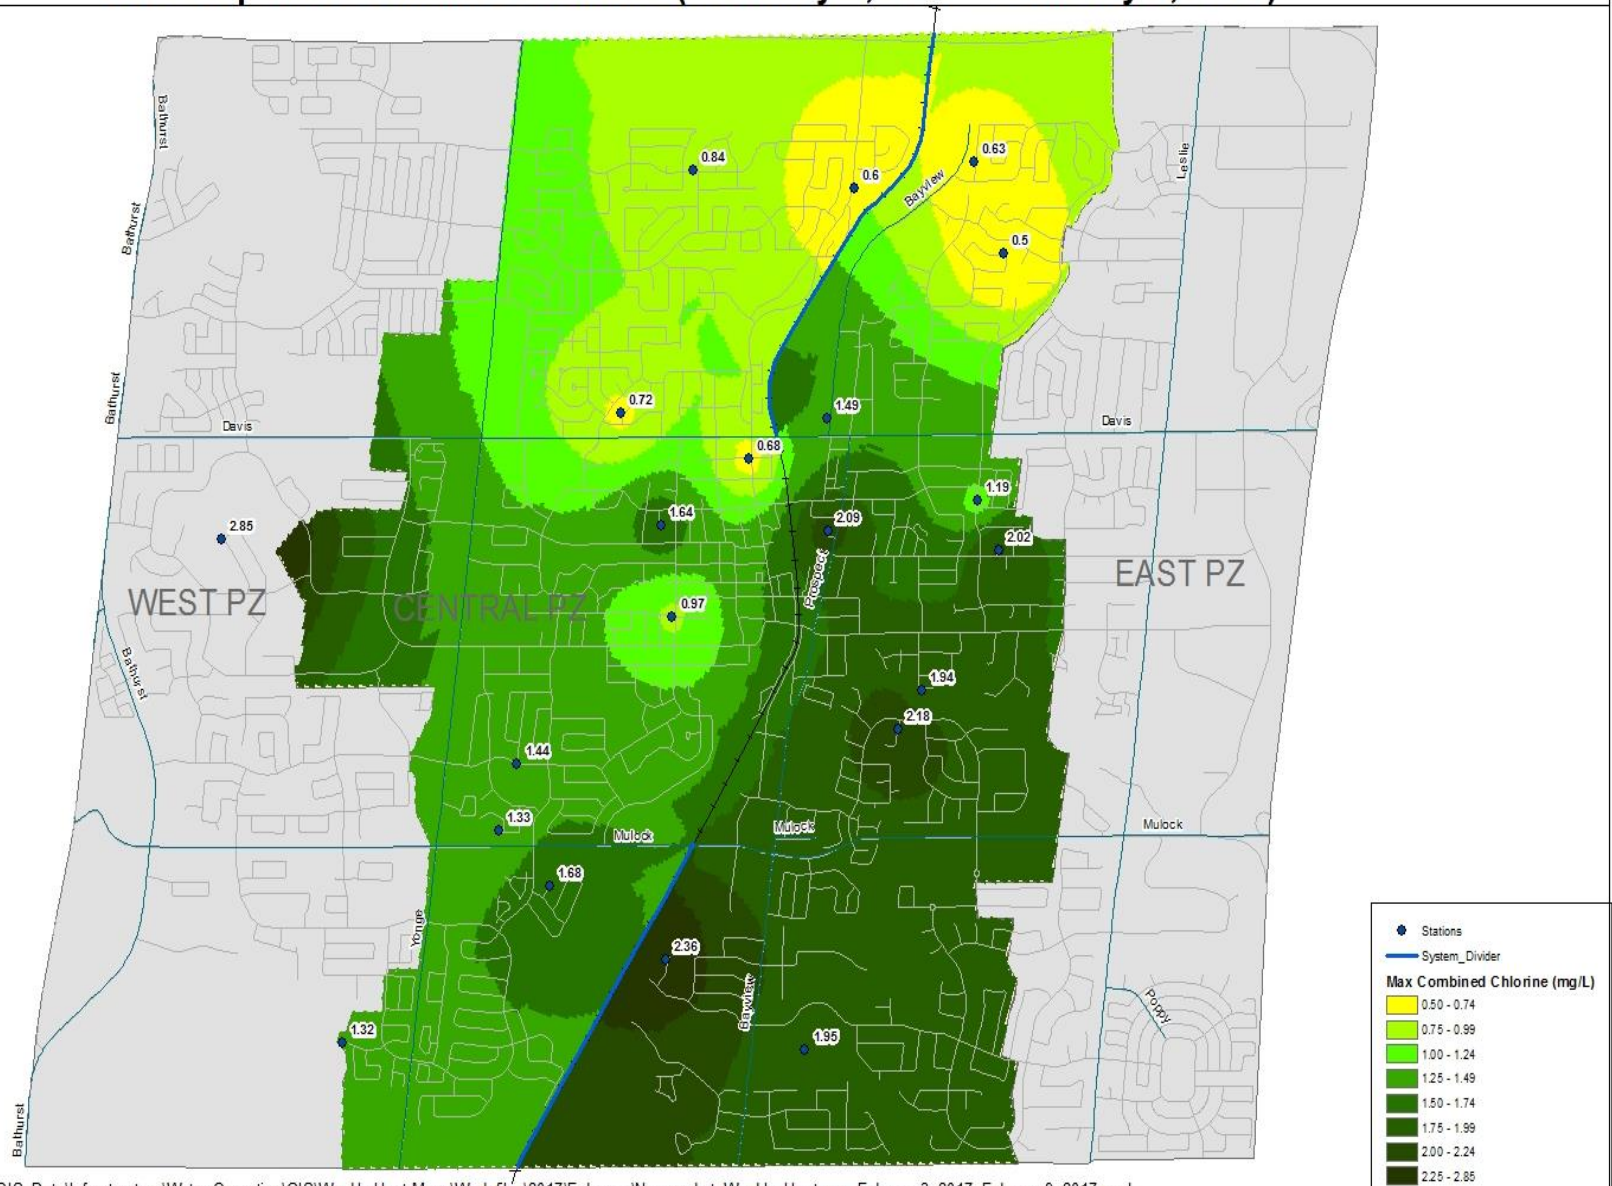 Bathurst
Leslie
0.84
0.6
0.63
Bayview
0.5
Bathurst
Bathurst
0.72
1.49
Davis
Davis
0.68
1.19
1.64
2.09
2.02
2.85
Prospect
WEST PZ
CENTRAL PZ
EAST PZ
0.97
Bathurst
1.94
2.18
1.44
1.33
Mulock
Mulock
Mulock
1.68
Yonge
2.36
Bayview
Poppy
1.32
1.95
Bathurst
Stations
System_Divider
Max Combined Chlorine (mg/L)
0.50 - 0.74
0.75 - 0.99
1.00 - 1.24
1.25 - 1.49
1.50 - 1.74
1.75 - 1.99
2.00 - 2.24
2.25 - 2.85